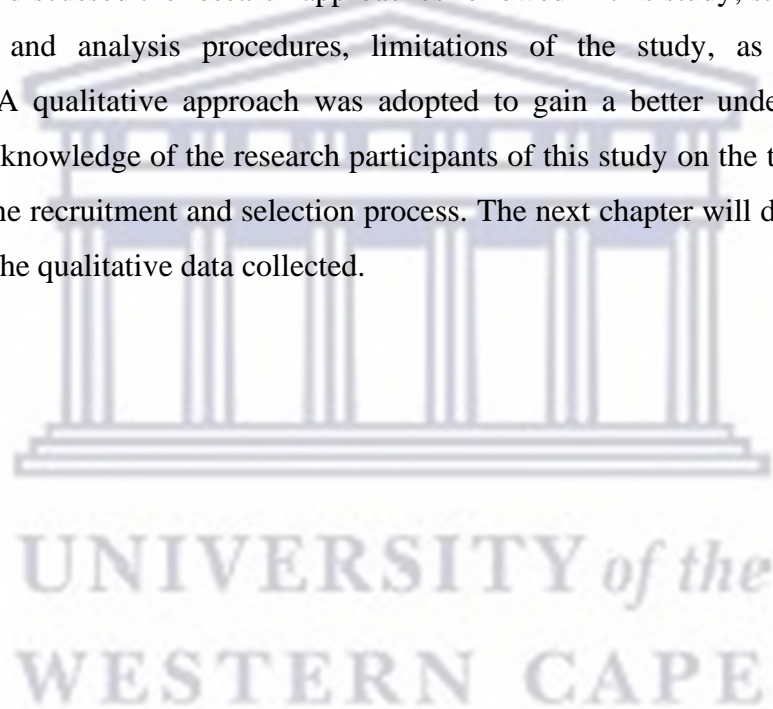 and analysis procedures, limitations of the study, as
A qualitative approach was adopted to gain a better unde
knowledge of the research participants of this study on the t
ne recruitment and selection process. The next chapter will d
he qualitative data collected.
UNIVERSITY of the
WESTERN CAPE